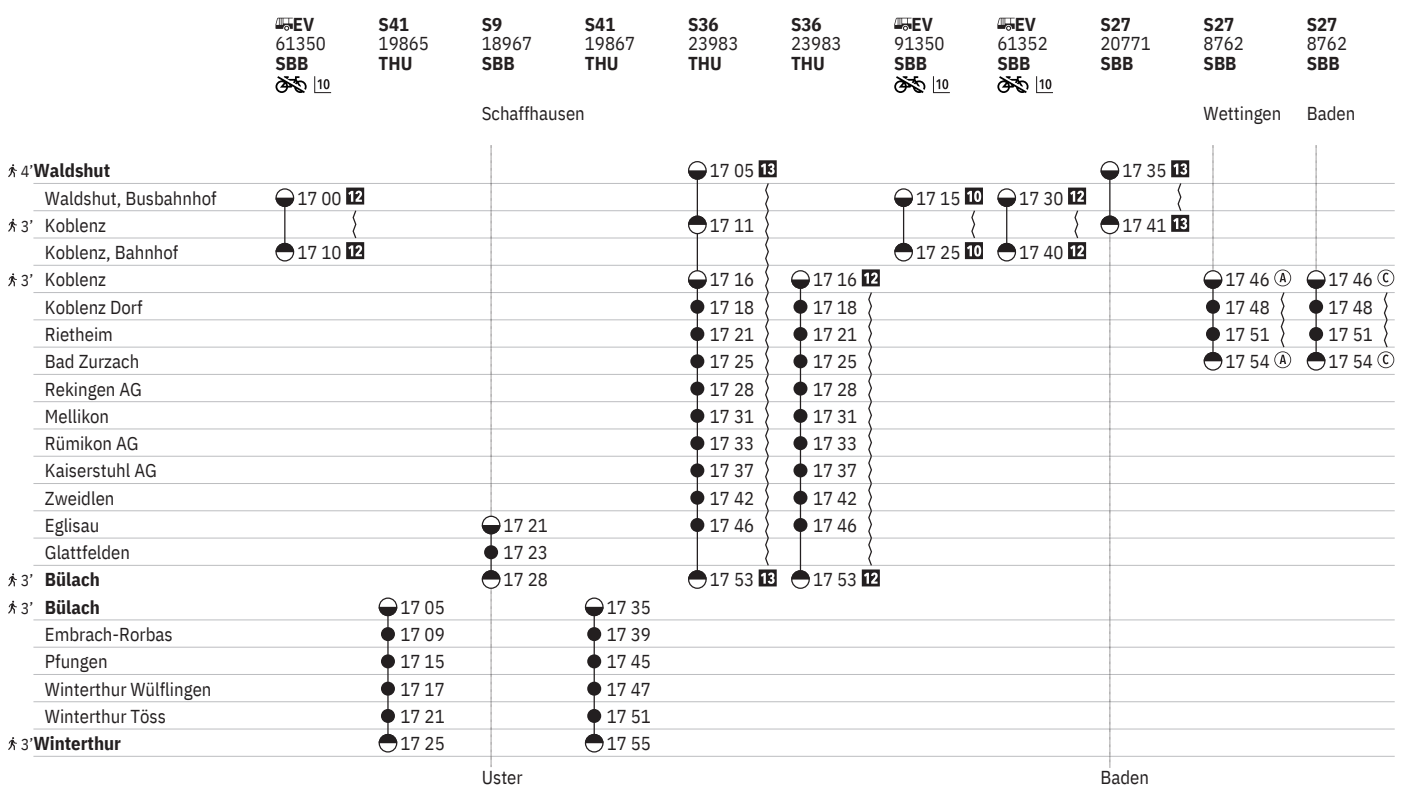 EV S41 S9 S41 S36 S36 EV EV S27 S27 S27
61350 19865 18967 19867 23983 23983 91350 61352 20771 8762 8762
SBB THU SBB THU THU THU SBB SBB SBB SBB SBB
10 10 10
Schaffhausen Wettingen Baden
4' Waldshut 17 05 13 17 35 13
Waldshut, Busbahnhof 17 00 12 17 15 10 17 30 12
3' Koblenz 17 11 17 41 13
Koblenz, Bahnhof 17 10 12 17 25 10 17 40 12
3' Koblenz 17 16 17 16 12 17 46 A 17 46 C
Koblenz Dorf 17 18 17 18 17 48 17 48
Rietheim 17 21 17 21 17 51 17 51
Bad Zurzach 17 25 17 25 17 54 A 17 54 C
Rekingen AG 17 28 17 28
Mellikon 17 31 17 31
Rümikon AG 17 33 17 33
Kaiserstuhl AG 17 37 17 37
Zweidlen 17 42 17 42
Eglisau 17 21 17 46 17 46
Glattfelden 17 23
3' Bülach 17 28 17 53 13 17 53 12
3' Bülach 17 05 17 35
Embrach-Rorbas 17 09 17 39
Pfungen 17 15 17 45
Winterthur Wülflingen 17 17 17 47
Winterthur Töss 17 21 17 51
3' Winterthur 17 25 17 55
Uster Baden